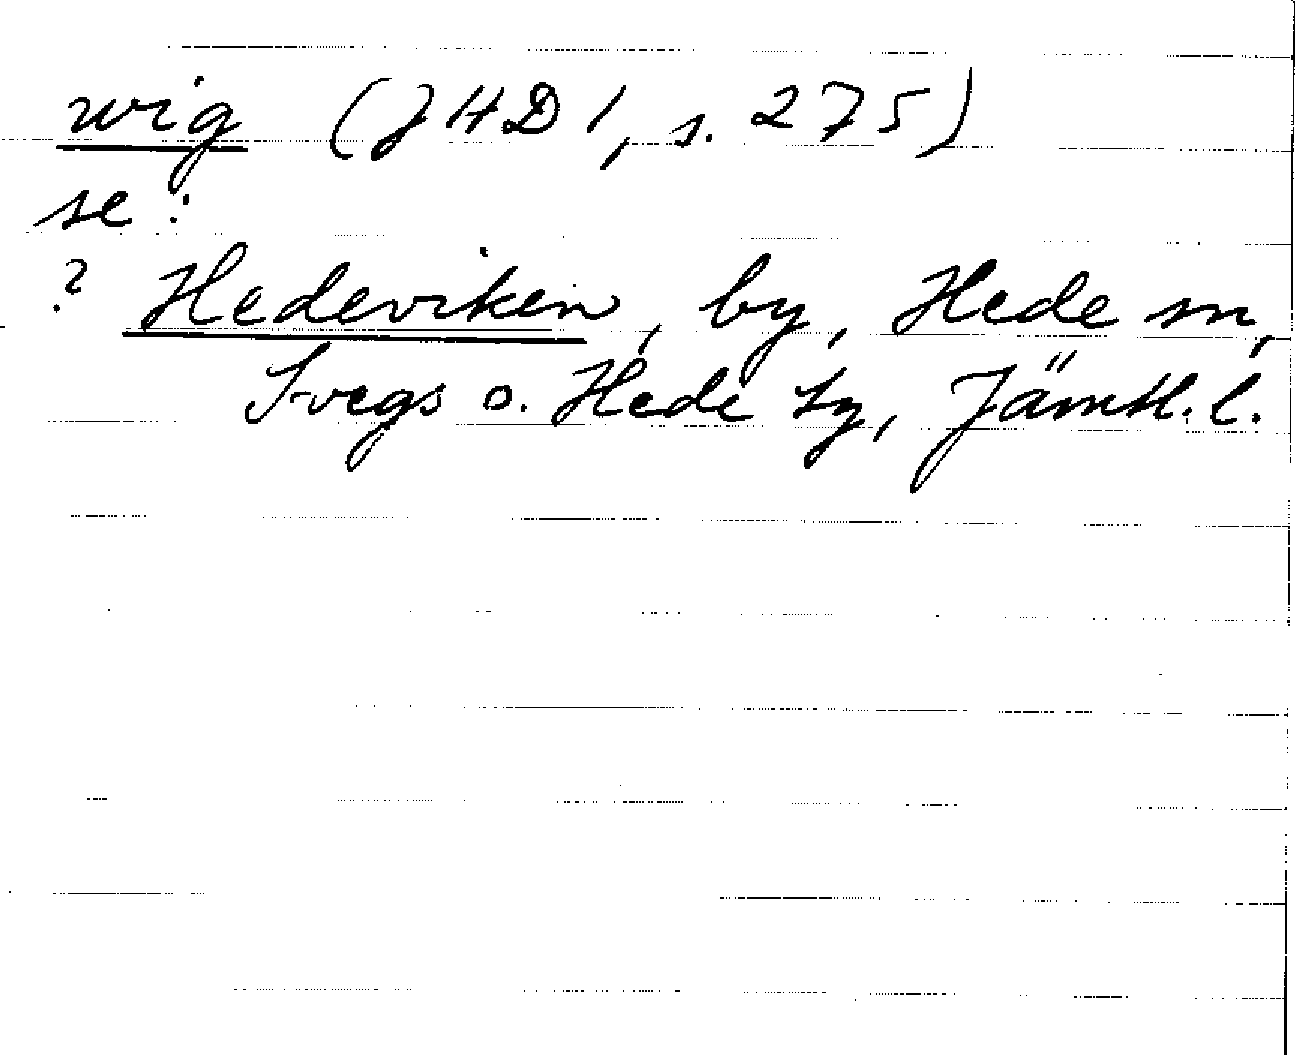 wig (JHD 1, s. 275)
se:
? Hedeviken, by, Hede sn,
Svegs o. Hede tg, Jämtl. l.